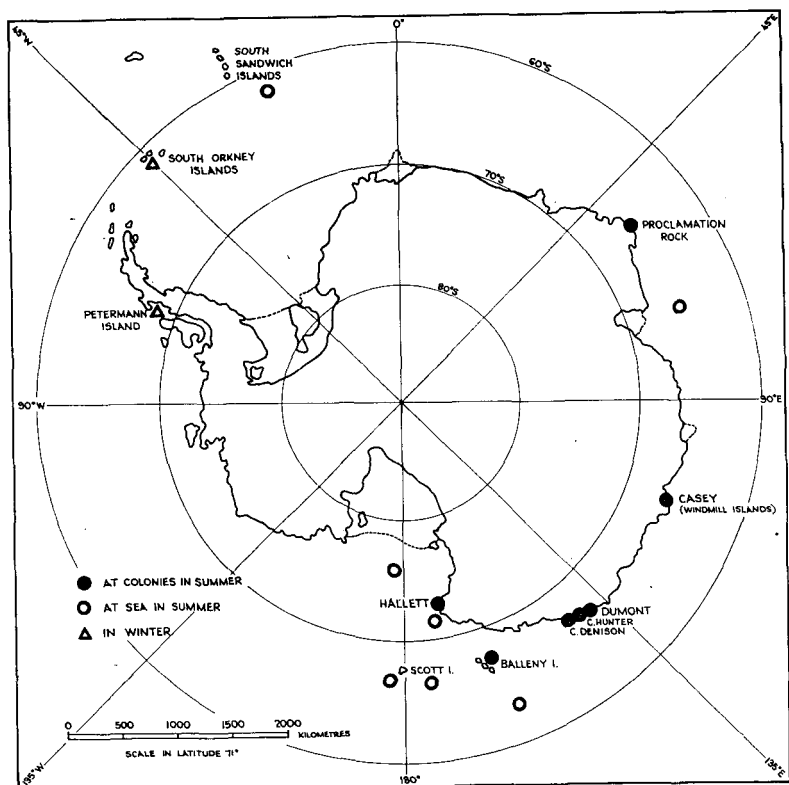 45°W
0°
45°E
SOUTH
SANDWICH
ISLANDS
60°S
SOUTH ORKNEY
ISLANDS
70°S
PROCLAMATION
ROCK
80°S
PETERMANN
ISLAND
90°W
90°E
CASEY
(WINDMILL ISLANDS)
AT COLONIES IN SUMMER
AT SEA IN SUMMER
IN WINTER
HALLETT
DUMONT
C.HUNTER
C. DENISON
SCOTT I.
BALLENY I.
0 500 1000 1500 2000
KILOMETRES
SCALE IN LATITUDE 71°
135°W
180°
135°E